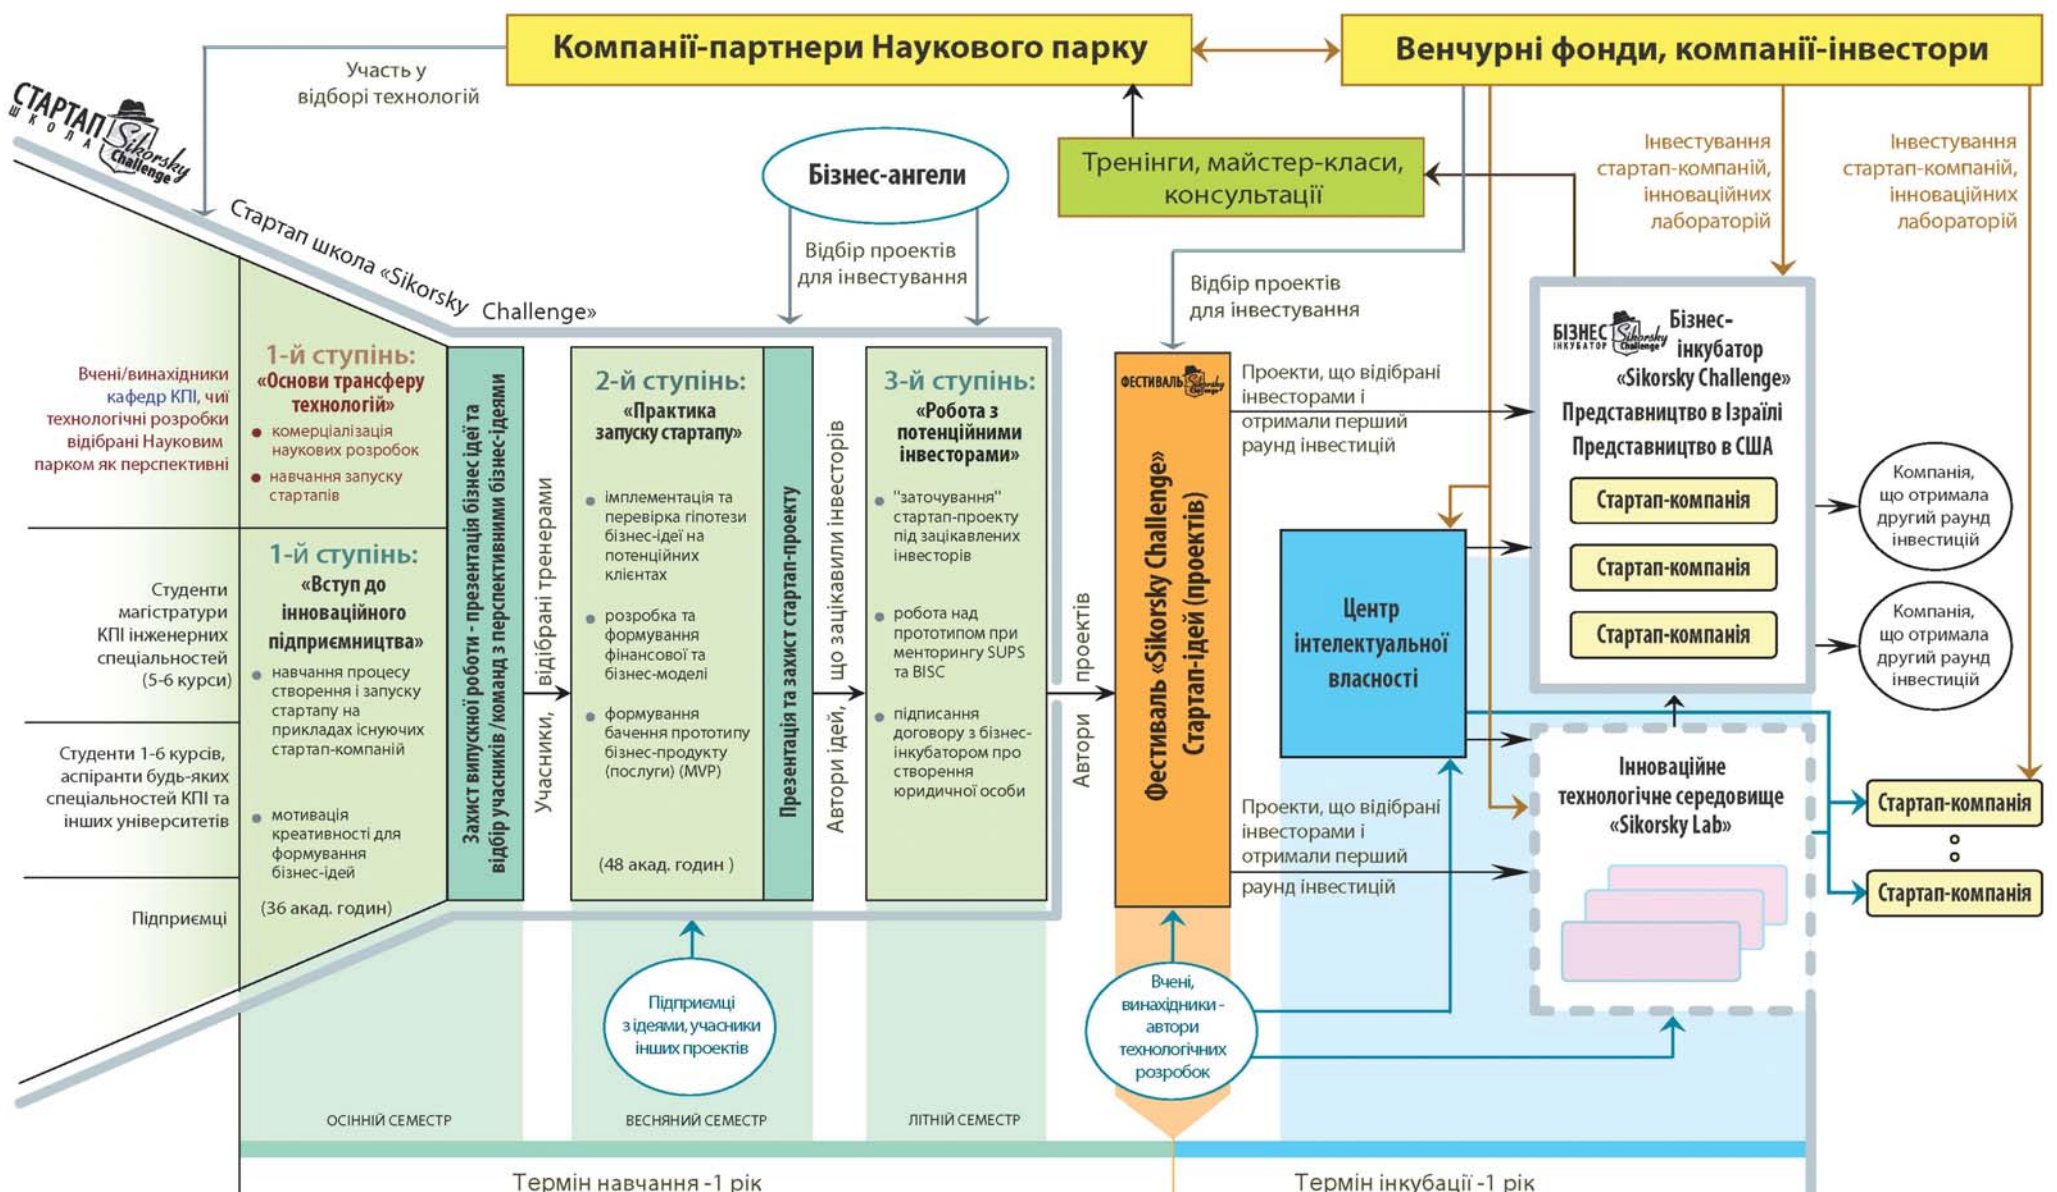 Компанії-партнери Наукового парку
Венчурні фонди, компанії-інвестори
Участь у
відборі технологій
СТАРТАП
ШКОЛА
Sikorsky
Challenge
Стартап школа «Sikorsky Challenge»
Бізнес-ангели
Відбір проектів
для інвестування
Тренінги, майстер-класи,
консультації
Відбір проектів
для інвестування
Інвестування
стартап-компаній,
інноваційних
лабораторій
Інвестування
стартап-компаній,
інноваційних
лабораторій
Вчені/винахідники
кафедр КПІ, чиї
технологічні розробки
відібрані Науковим
парком як перспективні
Студенти
магістратури
КПІ інженерних
спеціальностей
(5-6 курси)
Студенти 1-6 курсів,
аспіранти будь-яких
спеціальностей КПІ та
інших університетів
Підприємці
1-й ступінь:
«Основи трансферу
технологій»
комерціалізація
наукових розробок
навчання запуску
стартапів
1-й ступінь:
«Вступ до
інноваційного
підприємництва»
навчання процесу
створення і запуску
стартапу на
прикладах існуючих
стартап-компаній
мотивація
креативності для
формування
бізнес-ідей
(36 акад. годин)
Захист випускної роботи - презентація бізнес ідеї та
відбір учасників /команд з перспективними бізнес-ідеями
Учасники, відібрані тренерами
2-й ступінь:
«Практика
запуску стартапу»
імплементація та
перевірка гіпотези
бізнес-ідеї на
потенційних
клієнтах
розробка та
формування
фінансової та
бізнес-моделі
формування
бачення прототипу
бізнес-продукту
(послуги) (MVP)
(48 акад. годин )
Презентація та захист стартап-проекту
Автори ідей, що зацікавили інвесторів
3-й ступінь:
«Робота з
потенційними
інвесторами»
"заточування"
стартап-проекту
під зацікавлених
інвесторів
робота над
прототипом при
менторингу SUPS
та BISC
підписання
договору з бізнес-
інкубатором про
створення
юридичної особи
Автори проектів
ФЕСТИВАЛЬ
Sikorsky
Challenge
Фестиваль «Sikorsky Challenge»
Стартап-ідей (проектів)
Проекти, що відібрані
інвесторами і
отримали перший
раунд інвестицій
Проекти, що відібрані
інвесторами і
отримали перший
раунд інвестицій
Центр
інтелектуальної
власності
БІЗНЕС
ІНКУБАТОР
Sikorsky
Challenge
Бізнес-
інкубатор
«Sikorsky Challenge»
Представництво в Ізраїлі
Представництво в США
Стартап-компанія
Стартап-компанія
Стартап-компанія
Компанія,
що отримала
другий раунд
інвестицій
Компанія,
що отримала
другий раунд
інвестицій
Інноваційне
технологічне середовище
«Sikorsky Lab»
Стартап-компанія
Стартап-компанія
Підприємці
з ідеями, учасники
інших проектів
Вчені,
винахідники -
автори
технологічних
розробок
ОСІННІЙ СЕМЕСТР
ВЕСНЯНИЙ СЕМЕСТР
ЛІТНІЙ СЕМЕСТР
Термін навчання -1 рік
Термін інкубації -1 рік